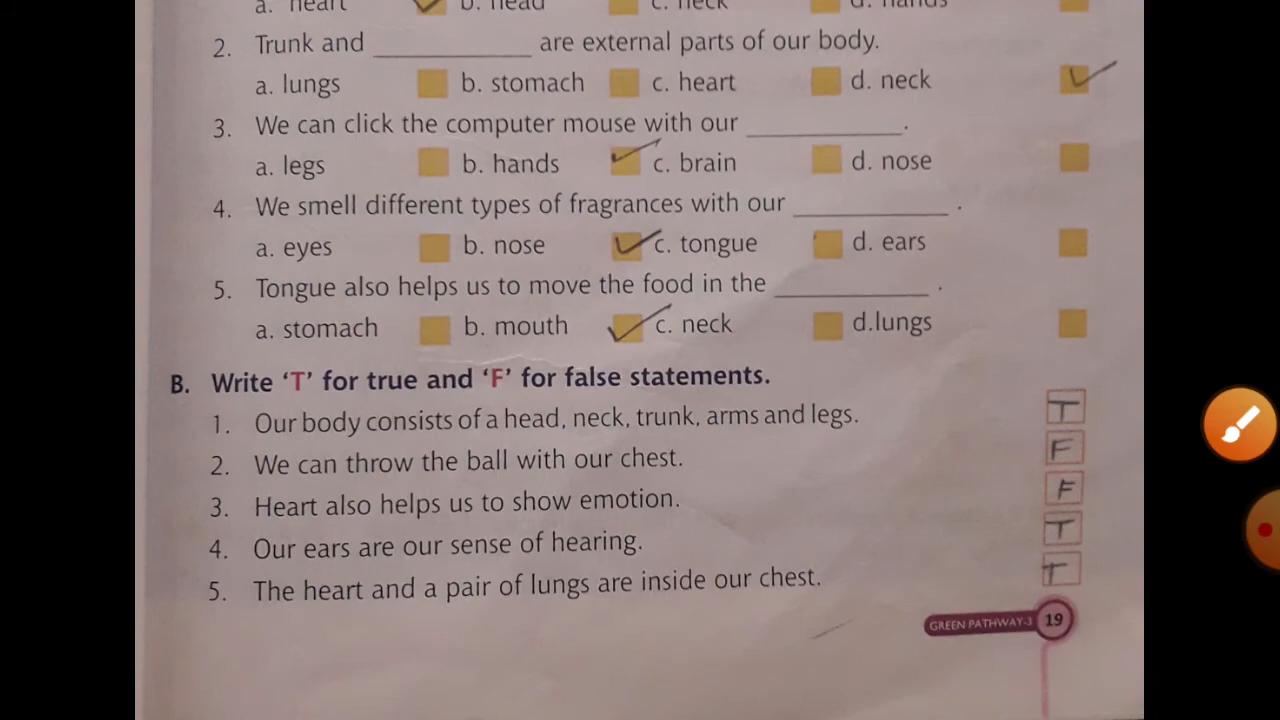 a. heart b. head c. neck d. hands
2. Trunk and ____________ are external parts of our body.
a. lungs b. stomach c. heart d. neck
3. We can click the computer mouse with our ____________.
a. legs b. hands c. brain d. nose
4. We smell different types of fragrances with our ____________ .
a. eyes b. nose c. tongue d. ears
5. Tongue also helps us to move the food in the ____________ .
a. stomach b. mouth c. neck d.lungs
B. Write ‘T’ for true and ‘F’ for false statements.
1. Our body consists of a head, neck, trunk, arms and legs. T
2. We can throw the ball with our chest. F
3. Heart also helps us to show emotion. F
4. Our ears are our sense of hearing. T
5. The heart and a pair of lungs are inside our chest. T
GREEN PATHWAY-3 19